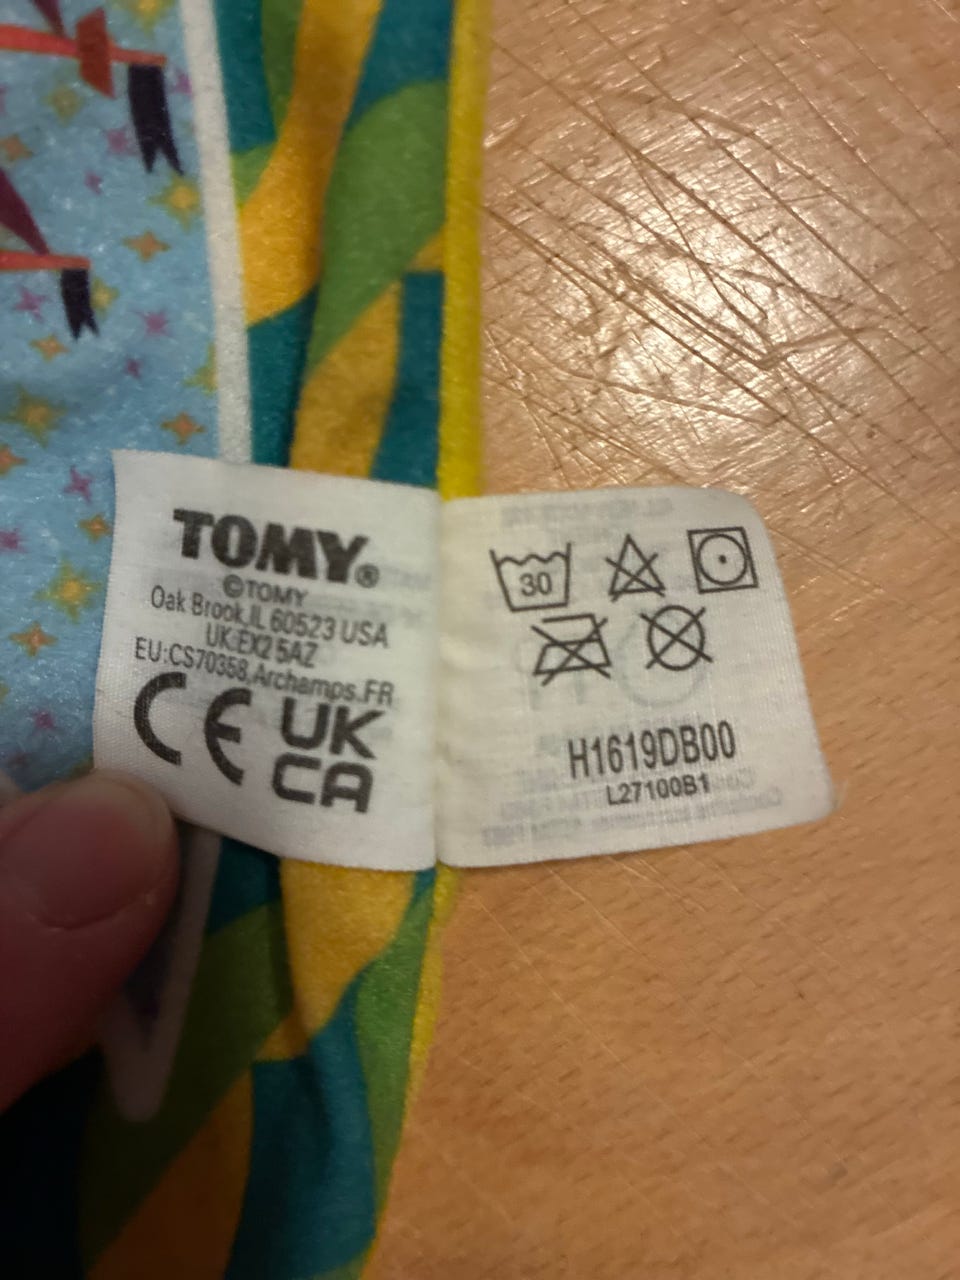 TOMY®
©TOMY
Oak Brook,IL 60523 USA
UK:EX2 5AZ
EU:CS70358,Archamps.FR
CE
UK
CA
30
H1619DB00
L27100B1